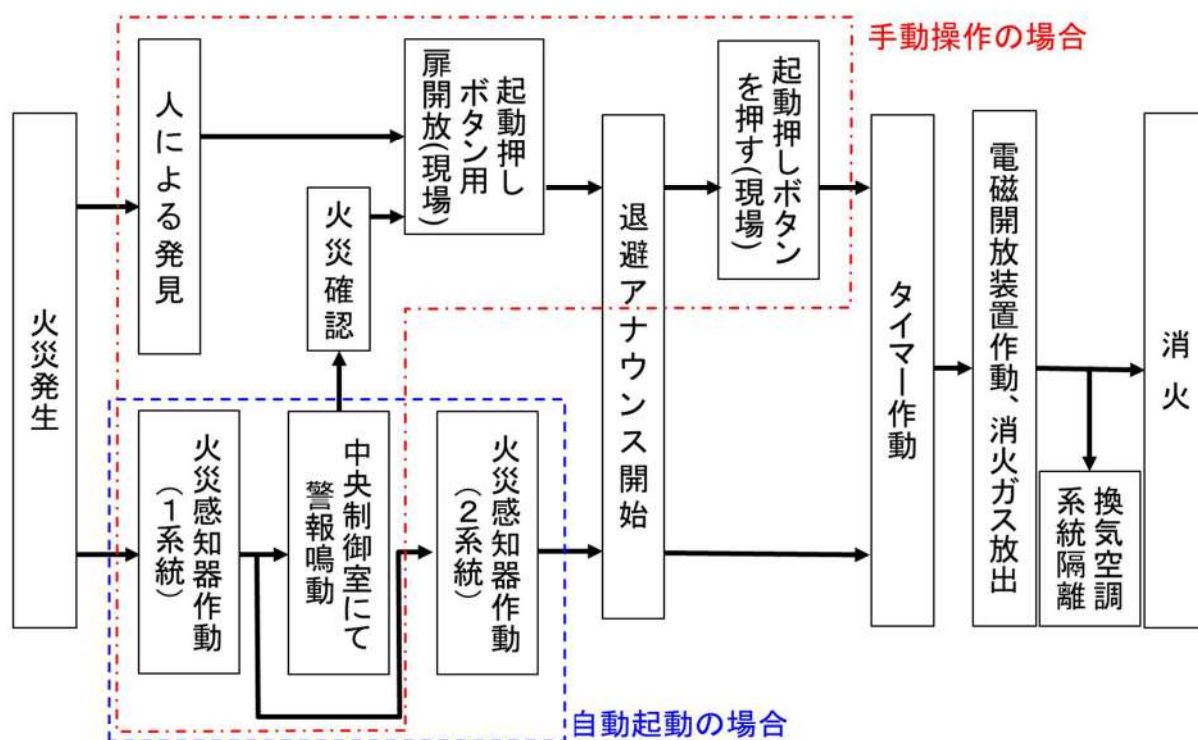 手動操作の場合
火災発生
人による発見
火災感知器作動
(１系統)
中央制御室にて
警報鳴動
火災確認
起動押し
ボタン用
扉開放(現場)
火災感知器作動
(２系統)
退避アナウンス開始
起動押しボタン
を押す(現場)
タイマー作動
電磁開放装置作動、消火ガス放出
換気空調
系統隔離
消火
自動起動の場合